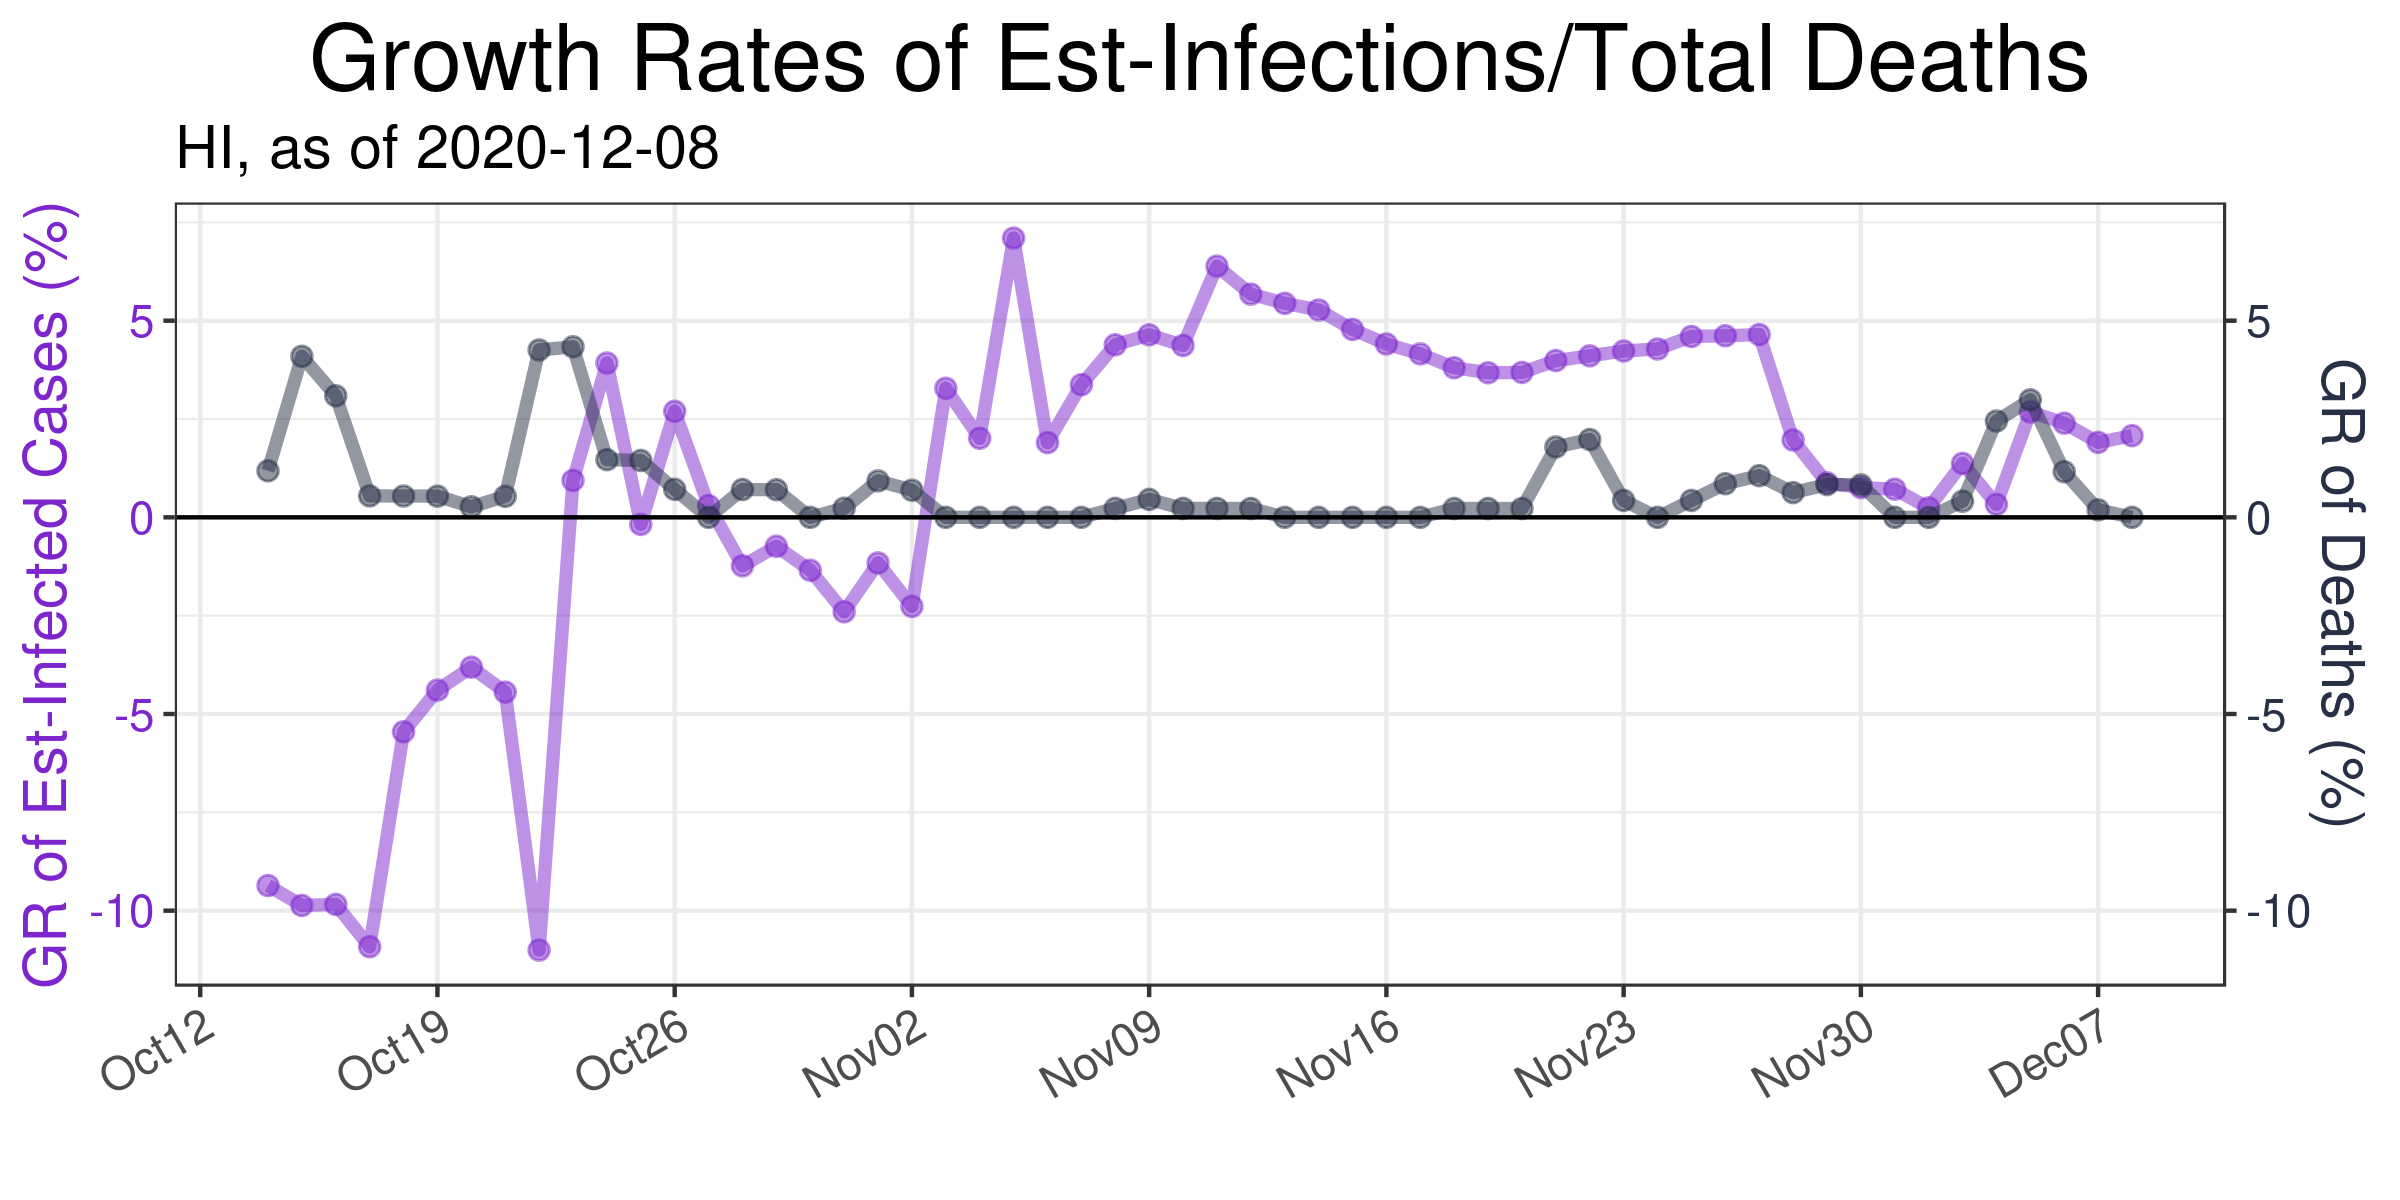 Growth Rates of Est-Infections/Total Deaths
HI, as of 2020-12-08
GR of Est-Infected Cases (%)
5
0
-5
-10
5
0
-5
-10
GR of Deaths (%)
Oct12
Oct19
Oct26
Nov02
Nov09
Nov16
Nov23
Nov30
Dec07